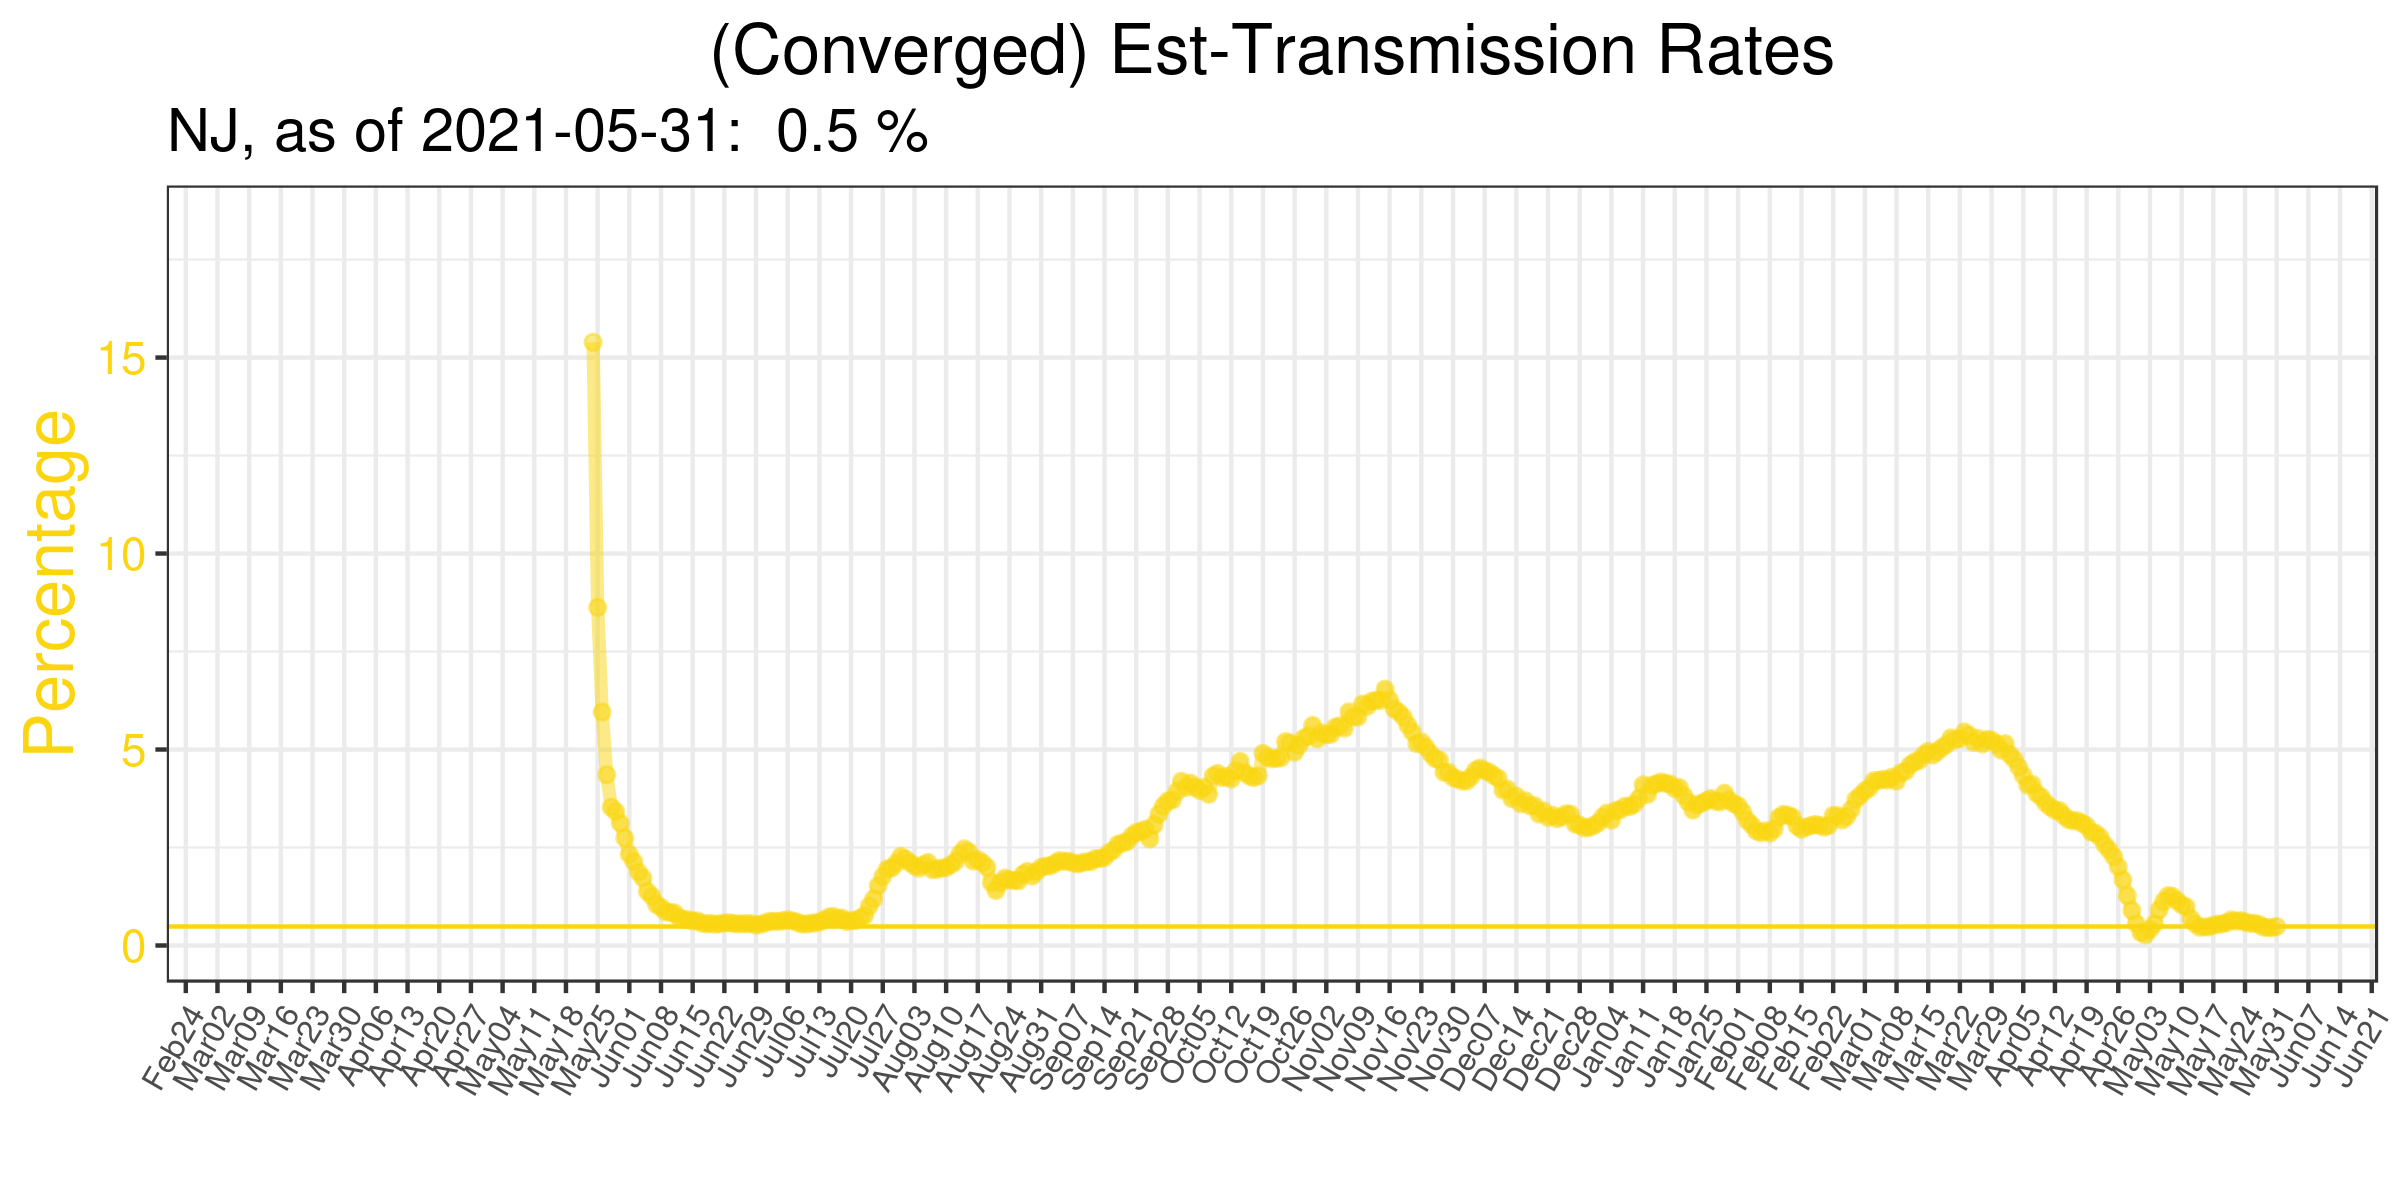 (Converged) Est-Transmission Rates
NJ, as of 2021-05-31:  0.5 %
Percentage
15
10
5
0
Feb24
Mar02
Mar09
Mar16
Mar23
Mar30
Apr06
Apr13
Apr20
Apr27
May04
May11
May18
May25
Jun01
Jun08
Jun15
Jun22
Jun29
Jul06
Jul13
Jul20
Jul27
Aug03
Aug10
Aug17
Aug24
Aug31
Sep07
Sep14
Sep21
Sep28
Oct05
Oct12
Oct19
Oct26
Nov02
Nov09
Nov16
Nov23
Nov30
Dec07
Dec14
Dec21
Dec28
Jan04
Jan11
Jan18
Jan25
Feb01
Feb08
Feb15
Feb22
Mar01
Mar08
Mar15
Mar22
Mar29
Apr05
Apr12
Apr19
Apr26
May03
May10
May17
May24
May31
Jun07
Jun14
Jun21